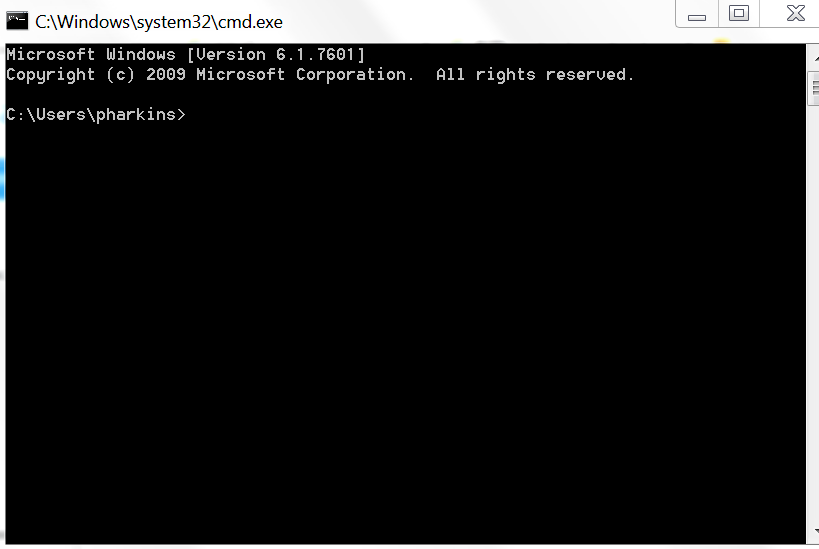 C:\Windows\system32\cmd.exe
Microsoft Windows [Version 6.1.7601]
Copyright (c) 2009 Microsoft Corporation.  All rights reserved.
C:\Users\pharkins>